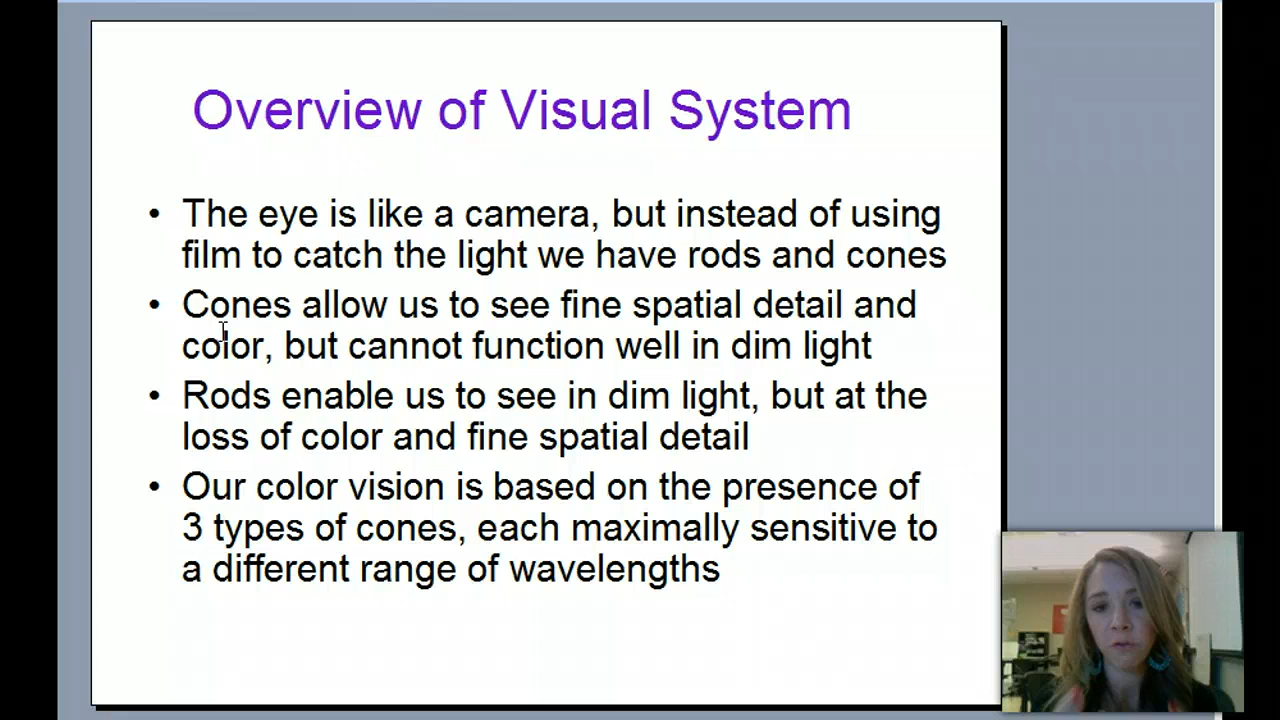 Overview of Visual System
• The eye is like a camera, but instead of using
film to catch the light we have rods and cones
• Cones allow us to see fine spatial detail and
color, but cannot function well in dim light
• Rods enable us to see in dim light, but at the
loss of color and fine spatial detail
• Our color vision is based on the presence of
3 types of cones, each maximally sensitive to
a different range of wavelengths